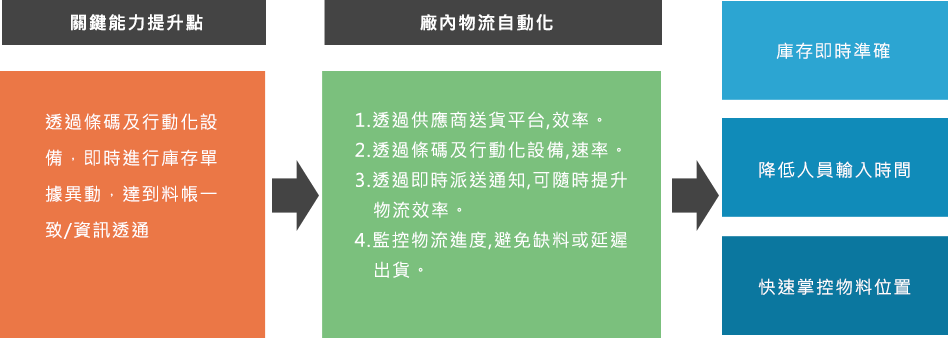 關鍵能力提升點
透過條碼及行動化設
備，即時進行庫存單
據異動，達到料帳一
致/資訊透通
廠內物流自動化
1.透過供應商送貨平台,效率。
2.透過條碼及行動化設備,速率。
3.透過即時派送通知,可隨時提升
物流效率。
4.監控物流進度,避免缺料或延遲
出貨。
庫存即時準確
降低人員輸入時間
快速掌控物料位置